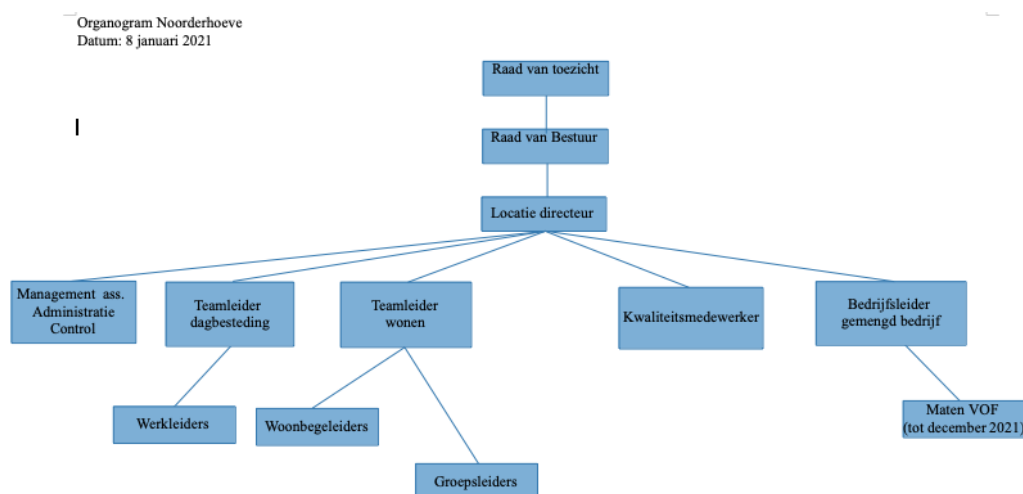 Organogram Noorderhoeve
Datum: 8 januari 2021
Raad van toezicht
Raad van Bestuur
Locatie directeur
Management ass.
Administratie
Control
Teamleider
dagbesteding
Teamleider
wonen
Kwaliteitsmedewerker
Bedrijfsleider
gemengd bedrijf
Werkleiders
Woonbegeleiders
Maten VOF
(tot december 2021)
Groepsleiders